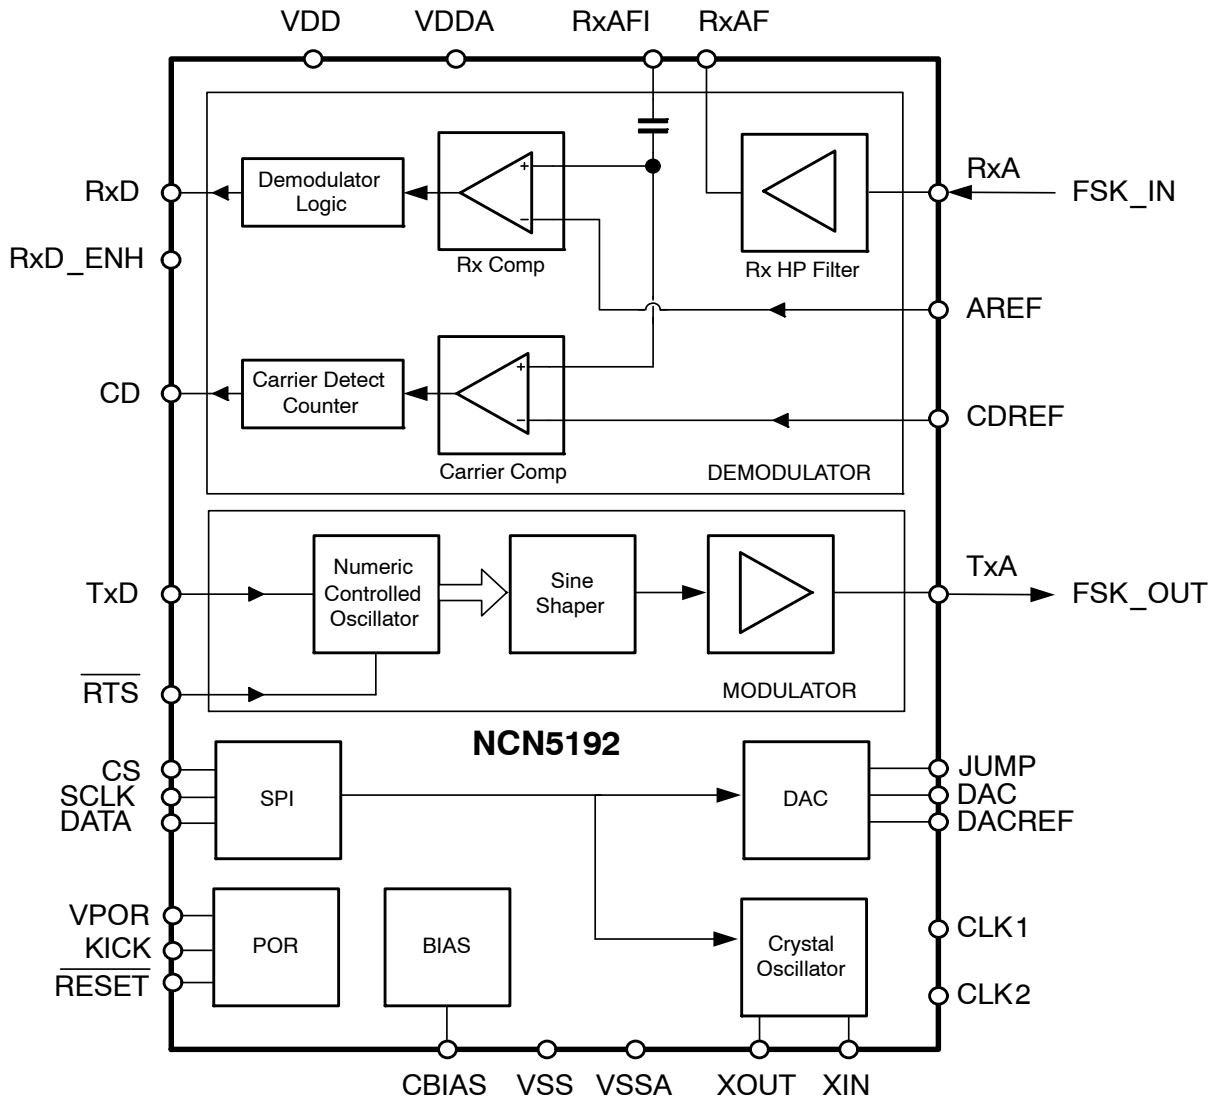 VDD
VDDA
RxAFI
RxAF
RxD
Demodulator
Logic
+
−
Rx Comp
Rx HP Filter
RxA
FSK_IN
RxD_ENH
AREF
CD
Carrier Detect
Counter
+
−
Carrier Comp
CDREF
DEMODULATOR
TxD
Numeric
Controlled
Oscillator
Sine
Shaper
TxA
FSK_OUT
RTS
MODULATOR
NCN5192
CS
SCLK
DATA
SPI
DAC
JUMP
DAC
DACREF
VPOR
KICK
RESET
POR
BIAS
Crystal
Oscillator
CLK1
CLK2
CBIAS
VSS
VSSA
XOUT
XIN